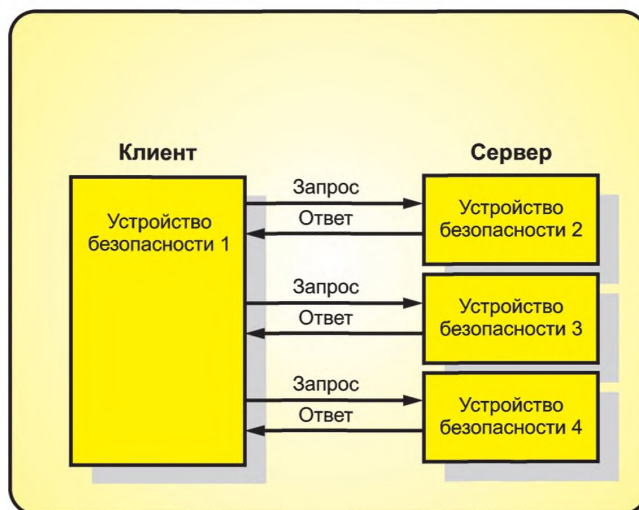 Клиент
Сервер
Устройство
безопасности 1
Запрос
Ответ
Устройство
безопасности 2
Запрос
Ответ
Устройство
безопасности 3
Запрос
Ответ
Устройство
безопасности 4